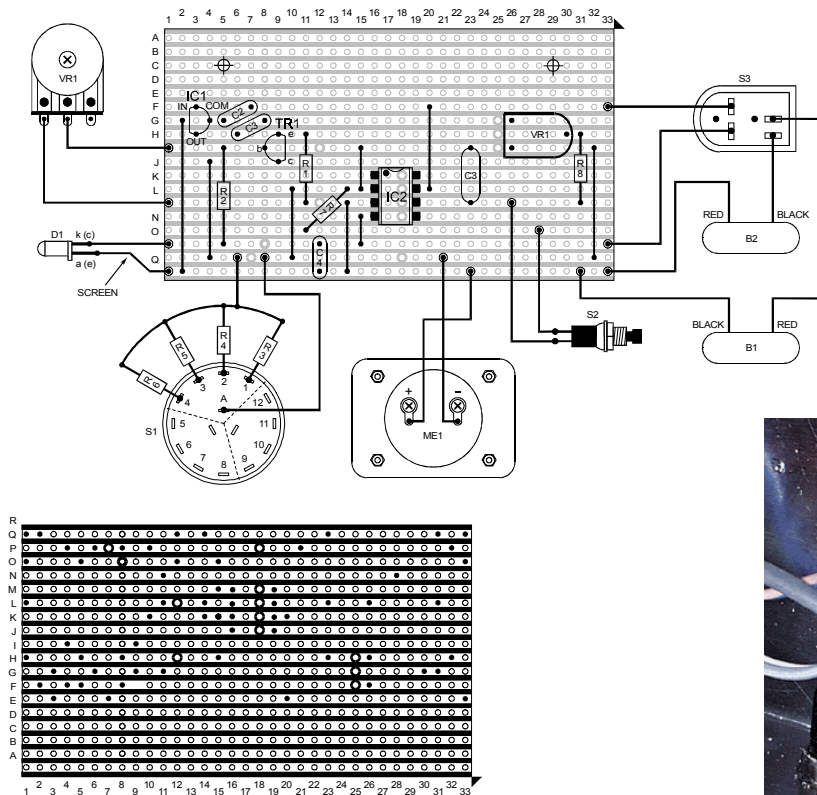 1 2 3 4 5 6 7 8 9 10 11 12 13 14 15 16 17 18 19 20 21 22 23 24 25 26 27 28 29 30 31 32 33
A
B
C
D
E
F
G
H
J
K
L
N
O
Q
VR1
IC1
IN
COM
OUT
C2
C3
TR1
e
b
c
R1
R2
R7
C4
IC2
C3
VR1
R8
S3
RED
BLACK
B2
BLACK
RED
B1
D1
k (c)
a (e)
SCREEN
S2
R6
R5
R4
R3
S1
A
1
2
3
4
5
6
7
8
9
10
11
12
+
-
ME1
R
Q
P
O
N
M
L
K
J
I
H
G
F
E
D
C
B
A
1 2 3 4 5 6 7 8 9 10 11 12 13 14 15 16 17 18 19 20 21 22 23 24 25 26 27 28 29 30 31 32 33